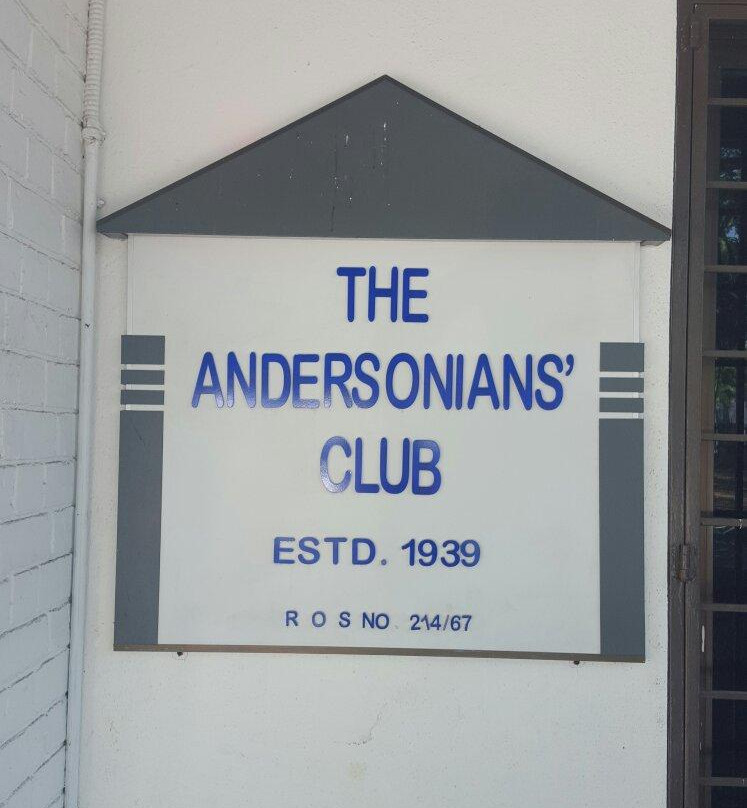 THE
ANDERSONIANS’
CLUB
ESTD. 1939
R O S NO 214/67